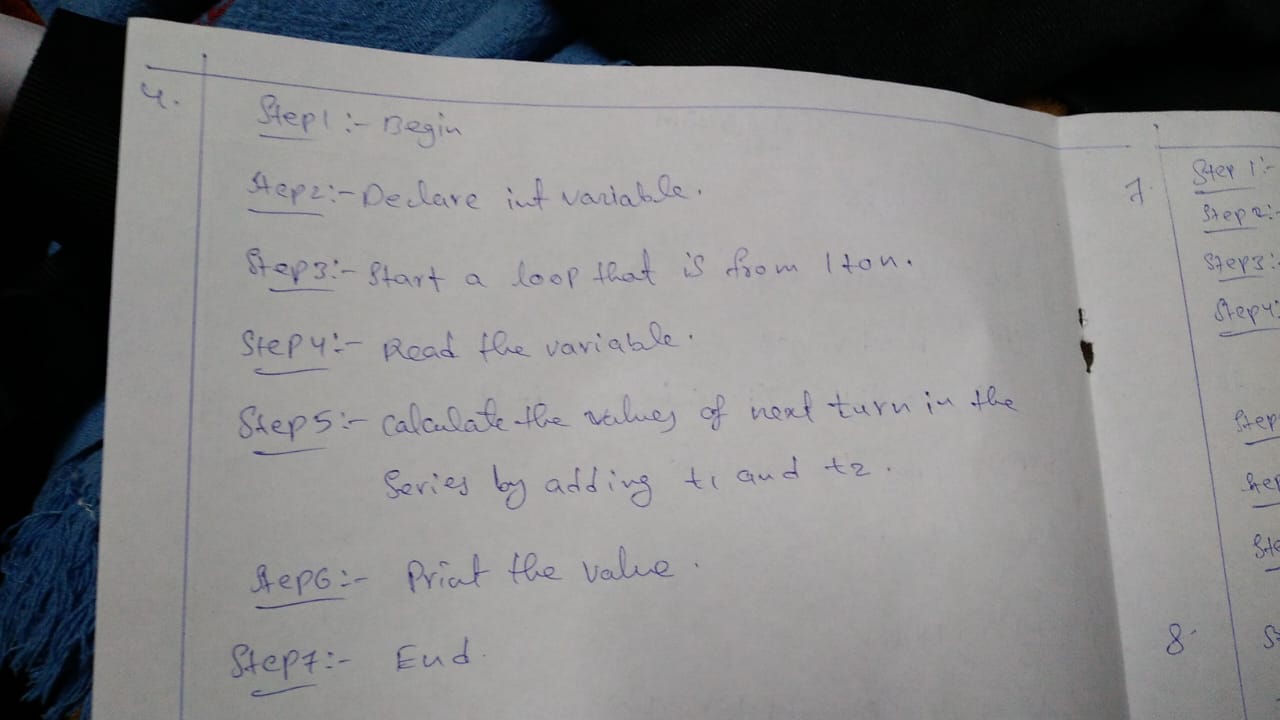 4.
Step1:- Begin
Step2:- Declare int variable.
Step3:- Start a loop that is from 1 to n.
Step4:- Read the variable.
Step5:- calculate the values of next turn in the
Series by adding t1 and t2.
Step6:- Print the value.
Step7:- End.
7.
Step 1:-
Step2:-
Step3:-
Step4:
Step
Step
Ste
8.
S